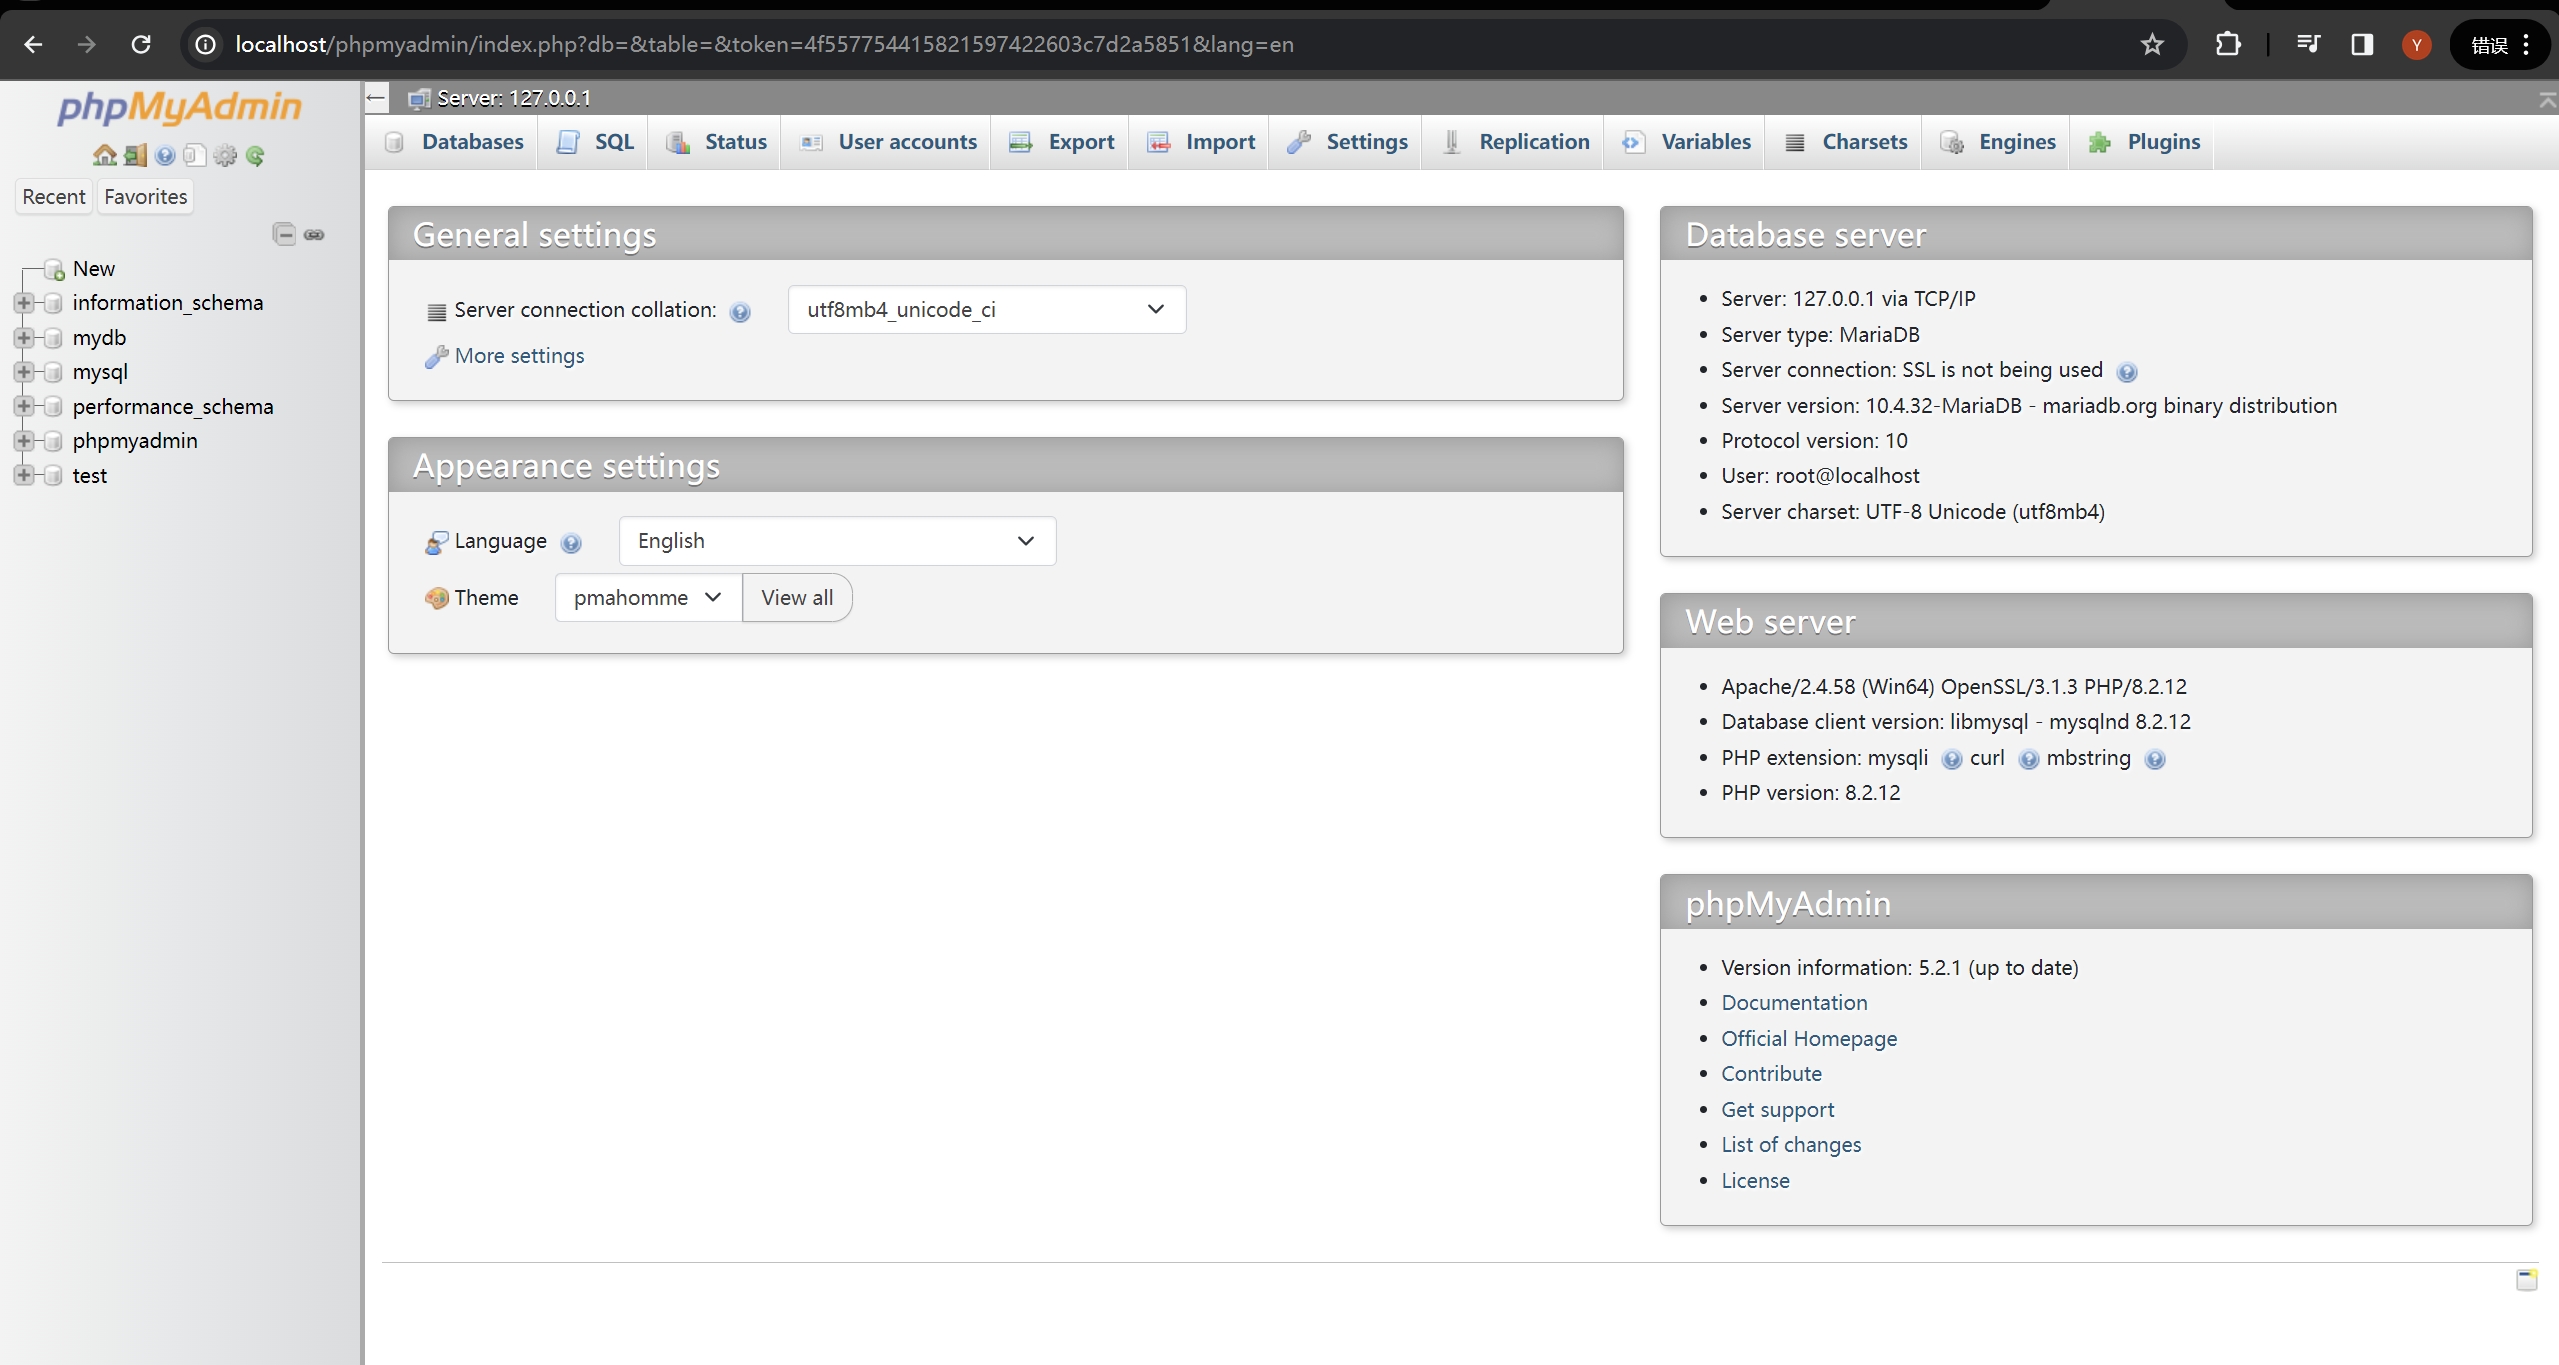 localhost/phpmyadmin/index.php?db=&table=&token=4f557754415821597422603c7d2a5851&lang=en
Y
错误
phpMyAdmin
Recent
Favorites
New
information_schema
mydb
mysql
performance_schema
phpmyadmin
test
Server: 127.0.0.1
Databases
SQL
Status
User accounts
Export
Import
Settings
Replication
Variables
Charsets
Engines
Plugins
General settings
Server connection collation:
utf8mb4_unicode_ci
More settings
Appearance settings
Language
English
Theme
pmahomme
View all
Database server
Server: 127.0.0.1 via TCP/IP
Server type: MariaDB
Server connection: SSL is not being used
Server version: 10.4.32-MariaDB - mariadb.org binary distribution
Protocol version: 10
User: root@localhost
Server charset: UTF-8 Unicode (utf8mb4)
Web server
Apache/2.4.58 (Win64) OpenSSL/3.1.3 PHP/8.2.12
Database client version: libmysql - mysqlnd 8.2.12
PHP extension: mysqli curl mbstring
PHP version: 8.2.12
phpMyAdmin
Version information: 5.2.1 (up to date)
Documentation
Official Homepage
Contribute
Get support
List of changes
License